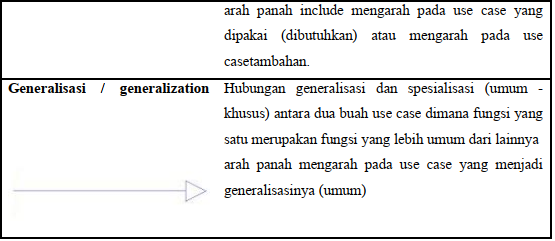 arah panah include mengarah pada use case yang
dipakai (dibutuhkan) atau mengarah pada use
casetambahan.
Generalisasi / generalization
Hubungan generalisasi dan spesialisasi (umum -
khusus) antara dua buah use case dimana fungsi yang
satu merupakan fungsi yang lebih umum dari lainnya
arah panah mengarah pada use case yang menjadi
generalisasinya (umum)